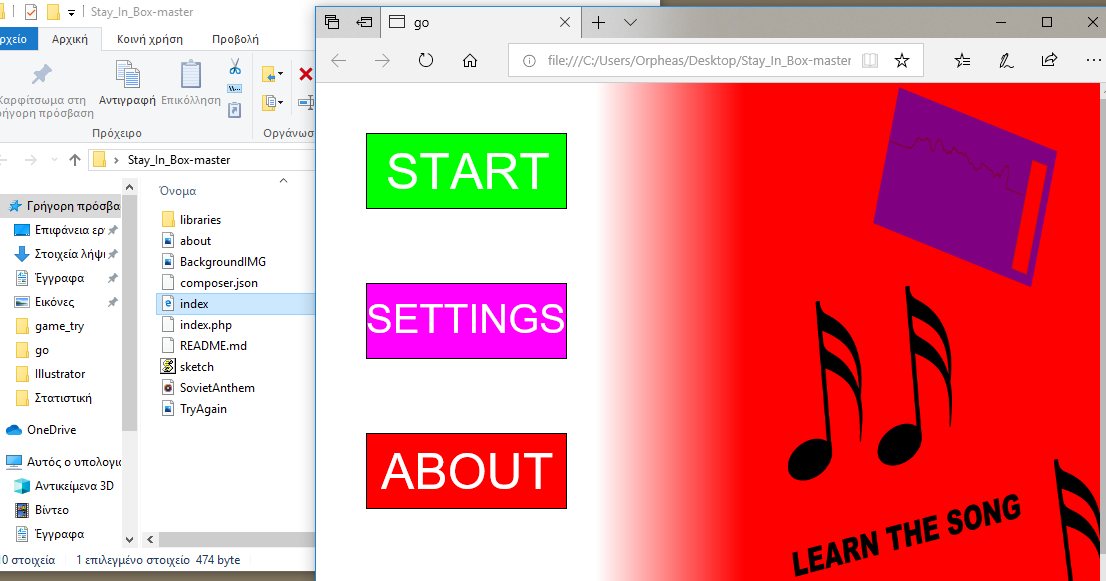 Stay_In_Box-master
ρχείο
Αρχική
Κοινή χρήση
Προβολή
Καρφίτσωμα στη
γρήγορη πρόσβαση
Αντιγραφή
Επικόλληση
Πρόχειρο
Οργάνωσ
Stay_In_Box-master
Γρήγορη πρόσβα
Επιφάνεια ερ
Στοιχεία λήψι
Έγγραφα
Εικόνες
game_try
go
Illustrator
Στατιστική
OneDrive
Αυτός ο υπολογισ
Αντικείμενα 3D
Βίντεο
Έγγραφα
Όνομα
libraries
about
BackgroundIMG
composer.json
index
index.php
README.md
sketch
SovietAnthem
TryAgain
0 στοιχεία
1 επιλεγμένο στοιχείο 474 byte
go
file:///C:/Users/Orpheas/Desktop/Stay_In_Box-master
START
SETTINGS
ABOUT
LEARN THE SONG